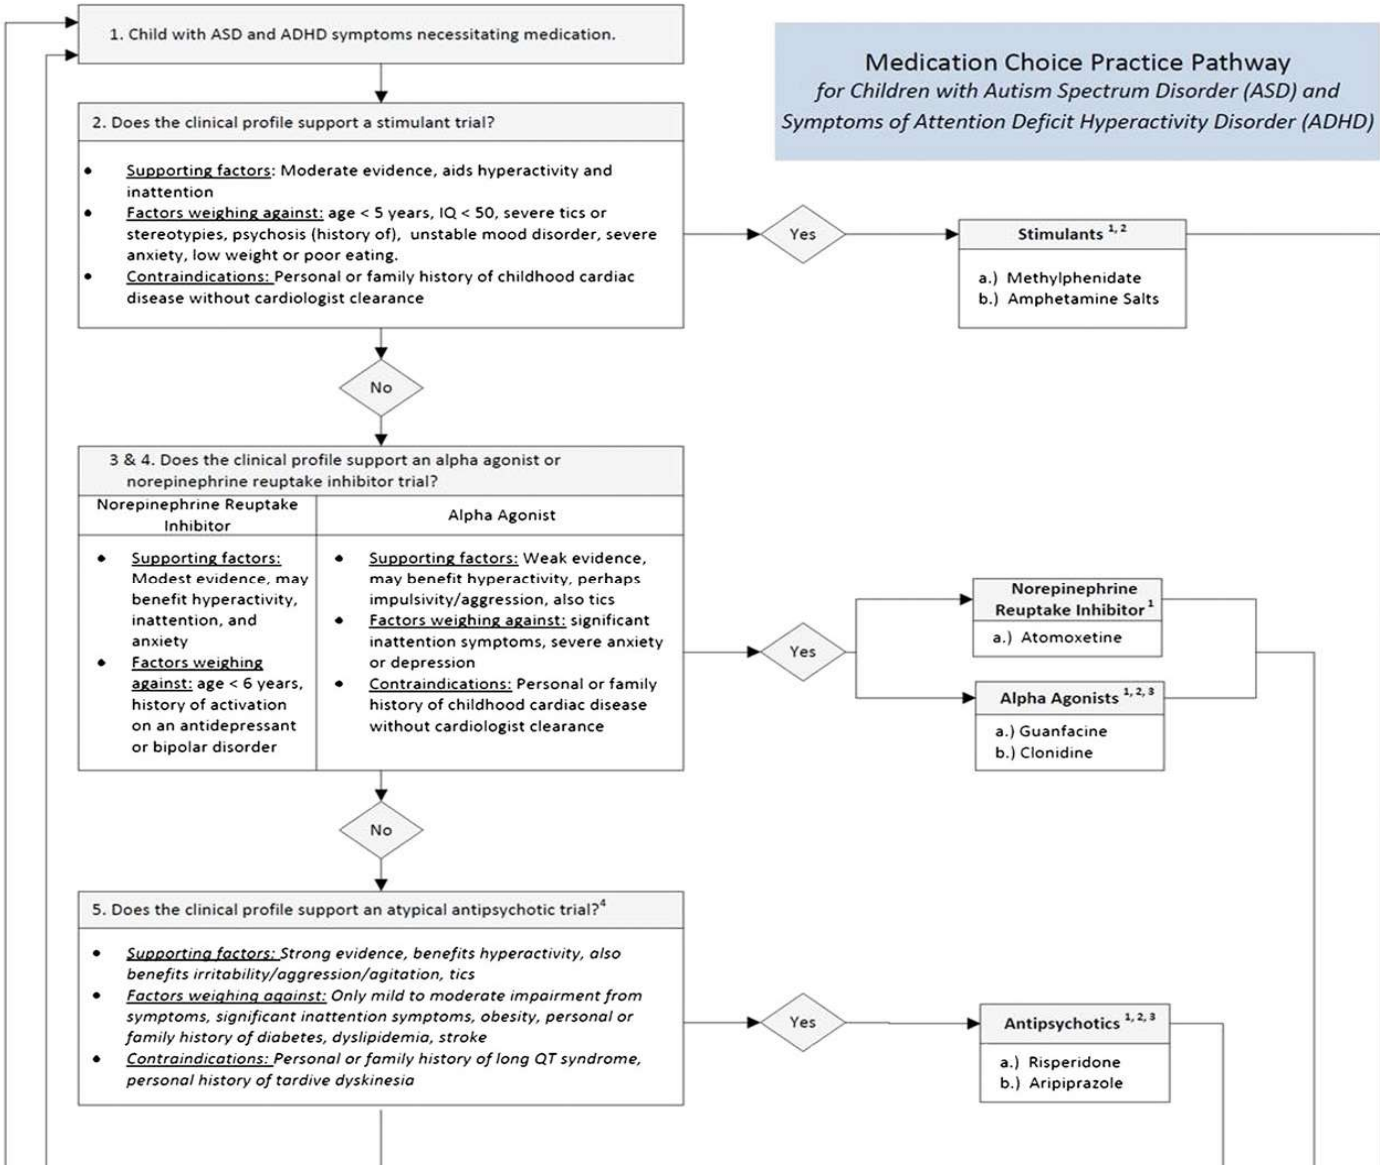 1. Child with ASD and ADHD symptoms necessitating medication.
Medication Choice Practice Pathway
for Children with Autism Spectrum Disorder (ASD) and
Symptoms of Attention Deficit Hyperactivity Disorder (ADHD)
2. Does the clinical profile support a stimulant trial?
• Supporting factors: Moderate evidence, aids hyperactivity and
inattention
• Factors weighing against: age < 5 years, IQ < 50, severe tics or
stereotypies, psychosis (history of), unstable mood disorder, severe
anxiety, low weight or poor eating.
• Contraindications: Personal or family history of childhood cardiac
disease without cardiologist clearance
Yes
Stimulants 1, 2
a.) Methylphenidate
b.) Amphetamine Salts
No
3 & 4. Does the clinical profile support an alpha agonist or
norepinephrine reuptake inhibitor trial?
Norepinephrine Reuptake
Inhibitor
• Supporting factors:
Modest evidence, may
benefit hyperactivity,
inattention, and
anxiety
• Factors weighing
against: age < 6 years,
history of activation
on an antidepressant
or bipolar disorder
Alpha Agonist
• Supporting factors: Weak evidence,
may benefit hyperactivity, perhaps
impulsivity/aggression, also tics
• Factors weighing against: significant
inattention symptoms, severe anxiety
or depression
• Contraindications: Personal or family
history of childhood cardiac disease
without cardiologist clearance
Yes
Norepinephrine
Reuptake Inhibitor 1
a.) Atomoxetine
Alpha Agonists 1, 2, 3
a.) Guanfacine
b.) Clonidine
No
5. Does the clinical profile support an atypical antipsychotic trial?4
• Supporting factors: Strong evidence, benefits hyperactivity, also
benefits irritability/aggression/agitation, tics
• Factors weighing against: Only mild to moderate impairment from
symptoms, significant inattention symptoms, obesity, personal or
family history of diabetes, dyslipidemia, stroke
• Contraindications: Personal or family history of long QT syndrome,
personal history of tardive dyskinesia
Yes
Antipsychotics 1, 2, 3
a.) Risperidone
b.) Aripiprazole